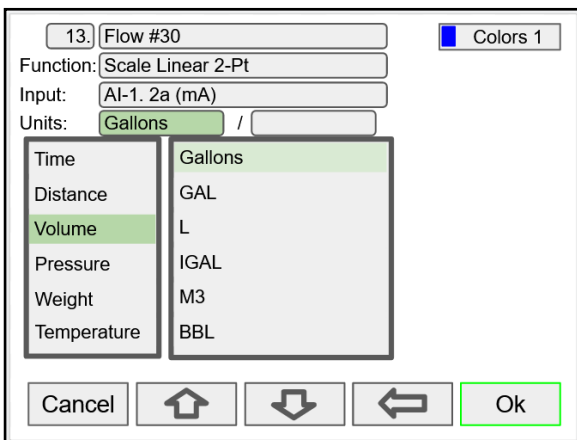 13. Flow #30 Colors 1
Function: Scale Linear 2-Pt
Input: AI-1. 2a (mA)
Units: Gallons /
Time Gallons
Distance GAL
Volume L
Pressure IGAL
Weight M3
Temperature BBL
Cancel Ok